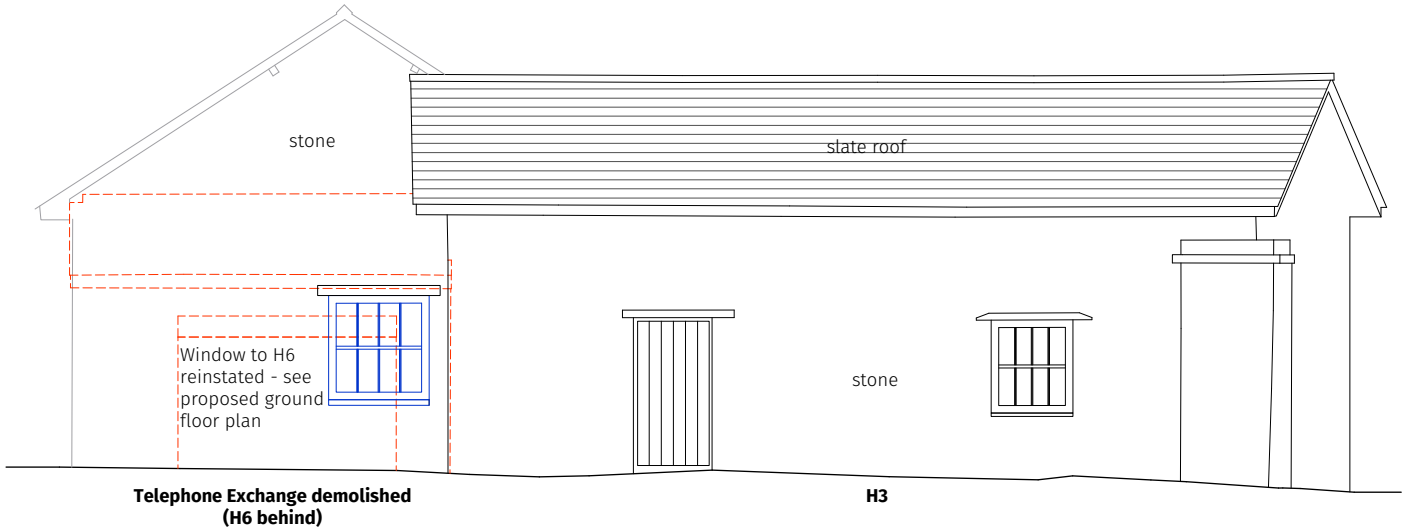 stone
slate roof
Window to H6
reinstated - see
proposed ground
floor plan
stone
Telephone Exchange demolished
(H6 behind)
H3